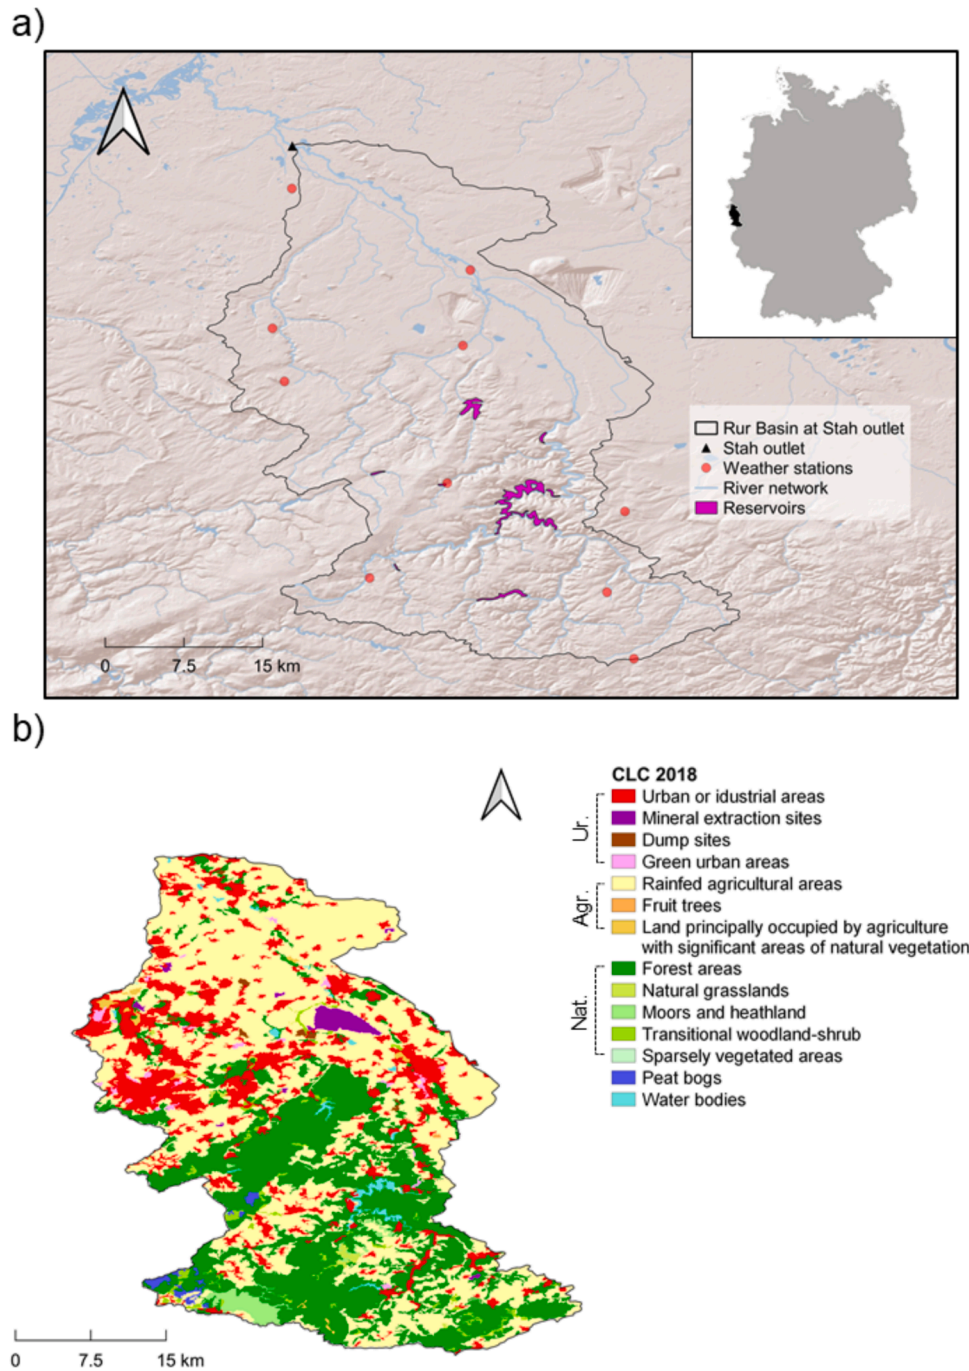 a)
Rur Basin at Stah outlet
Stah outlet
Weather stations
River network
Reservoirs
0 7.5 15 km
b)
CLC 2018
Ur.
Urban or idustrial areas
Mineral extraction sites
Dump sites
Green urban areas
Agr.
Rainfed agricultural areas
Fruit trees
Land principally occupied by agriculture
with significant areas of natural vegetation
Nat.
Forest areas
Natural grasslands
Moors and heathland
Transitional woodland-shrub
Sparsely vegetated areas
Peat bogs
Water bodies
0 7.5 15 km